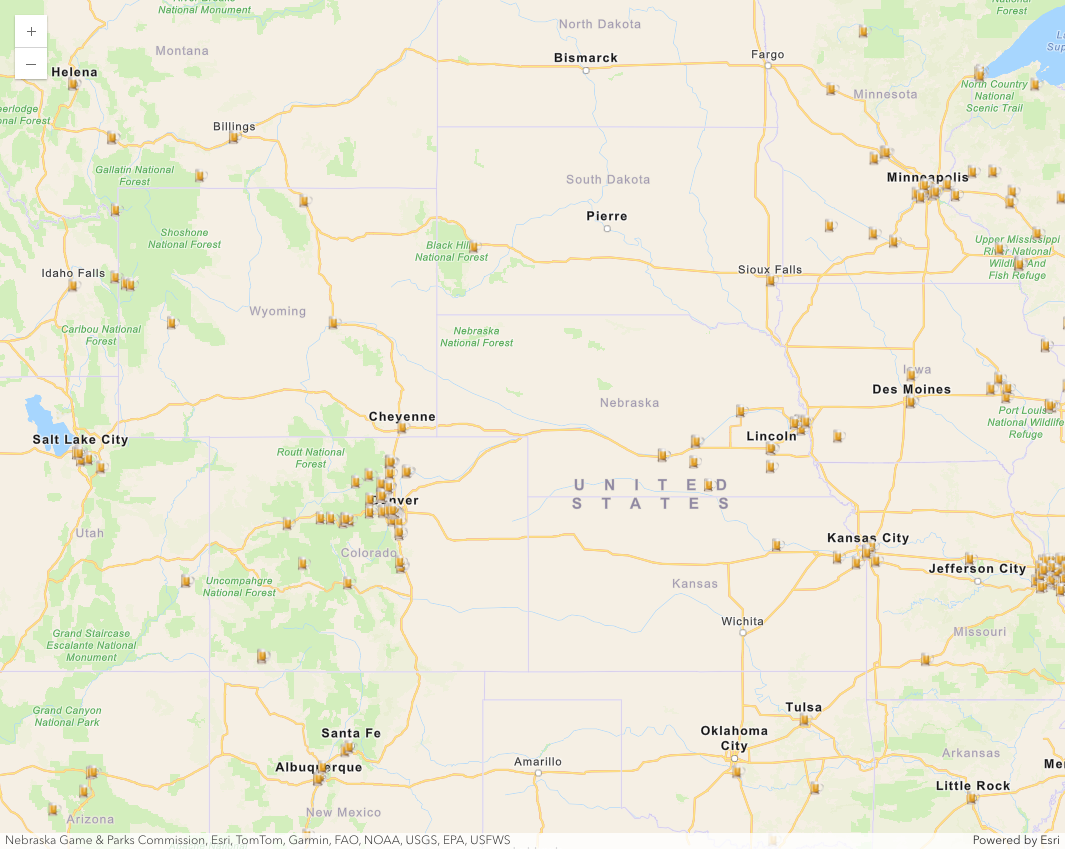 River Breaks
National Monument
North Dakota
National
Forest
+
Montana
Bismarck
Fargo
−
Helena
North Country
National
Scenic Trail
Minnesota
Billings
Gallatin National
Forest
South Dakota
Minneapolis
Pierre
Shoshone
National Forest
Black Hills
National Forest
Upper Mississippi
River National
Wildlife And
Fish Refuge
Idaho Falls
Sioux Falls
Wyoming
Caribou National
Forest
Nebraska
National Forest
Iowa
Des Moines
Nebraska
Cheyenne
Port Louisa
National Wildlife
Refuge
Salt Lake City
Lincoln
Routt National
Forest
UNITED
STATES
Denver
Utah
Kansas City
Colorado
Jefferson City
Uncompahgre
National Forest
Kansas
Wichita
Missouri
Grand Staircase
Escalante National
Monument
Grand Canyon
National Park
Tulsa
Santa Fe
Oklahoma
City
Albuquerque
Amarillo
Arkansas
Little Rock
New Mexico
Arizona
Nebraska Game & Parks Commission, Esri, TomTom, Garmin, FAO, NOAA, USGS, EPA, USFWS
Powered by Esri